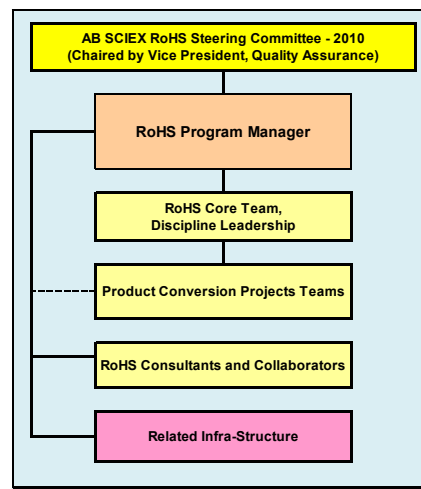 AB SCIEX RoHS Steering Committee - 2010
(Chaired by Vice President, Quality Assurance)
RoHS Program Manager
RoHS Core Team,
Discipline Leadership
Product Conversion Projects Teams
RoHS Consultants and Collaborators
Related Infra-Structure